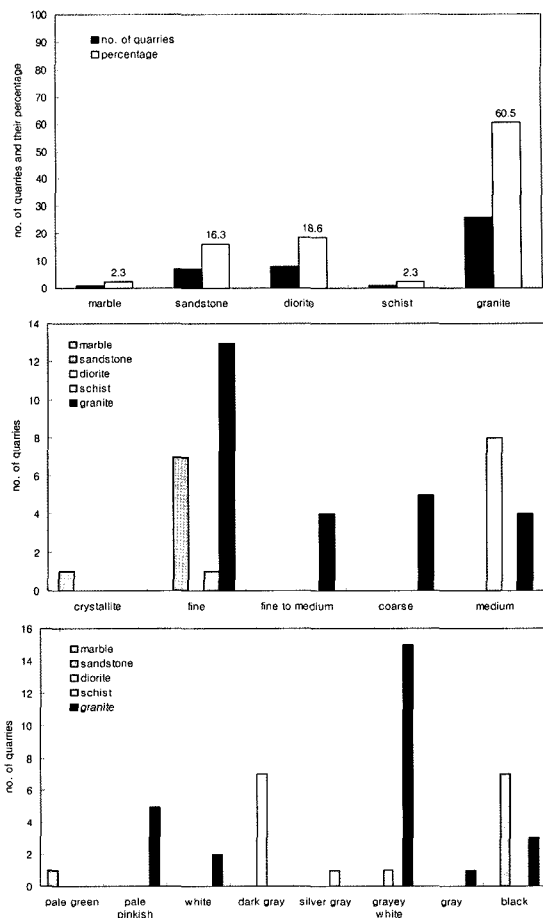 no. of quarries and their percentage
100
90
80
70
60
50
40
30
20
10
0
no. of quarries
percentage
2.3
16.3
18.6
2.3
60.5
marble
sandstone
diorite
schist
granite
no. of quarries
14
12
10
8
6
4
2
0
marble
sandstone
diorite
schist
granite
crystallite
fine
fine to medium
coarse
medium
no. of quarries
16
14
12
10
8
6
4
2
0
marble
sandstone
diorite
schist
granite
pale green
pale
pinkish
white
dark gray
silver gray
grayey
white
gray
black